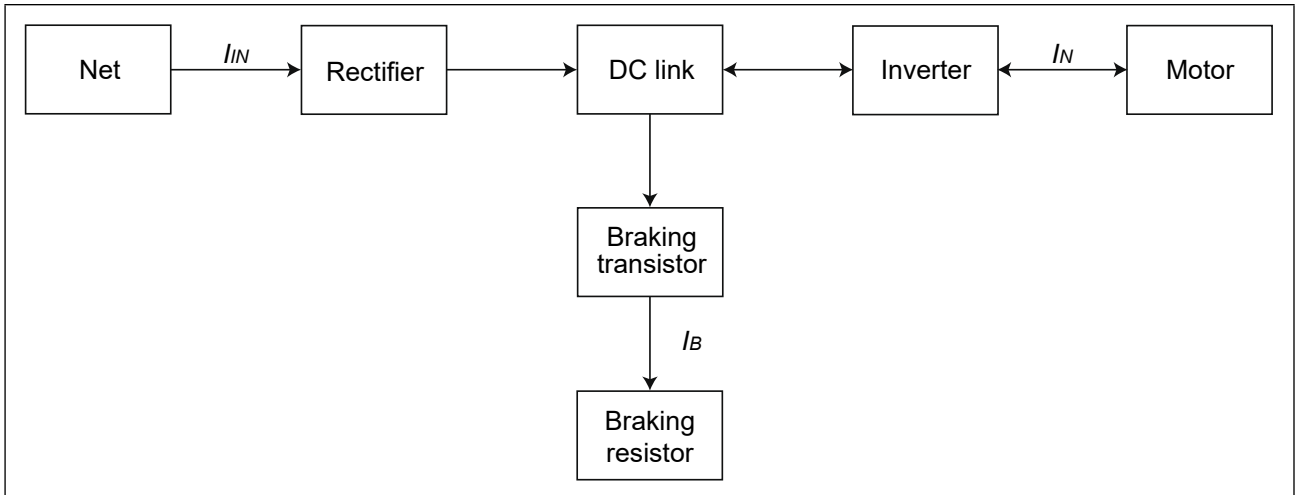 Net
I_IN
Rectifier
DC link
Inverter
I_N
Motor
Braking
transistor
I_B
Braking
resistor